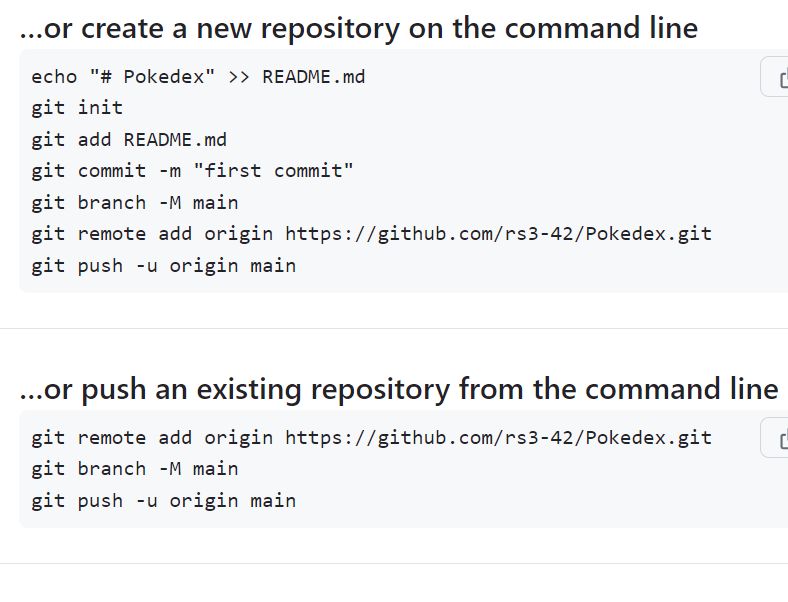 ...or create a new repository on the command line
echo "# Pokedex" >> README.md
git init
git add README.md
git commit -m "first commit"
git branch -M main
git remote add origin https://github.com/rs3-42/Pokedex.git
git push -u origin main
...or push an existing repository from the command line
git remote add origin https://github.com/rs3-42/Pokedex.git
git branch -M main
git push -u origin main